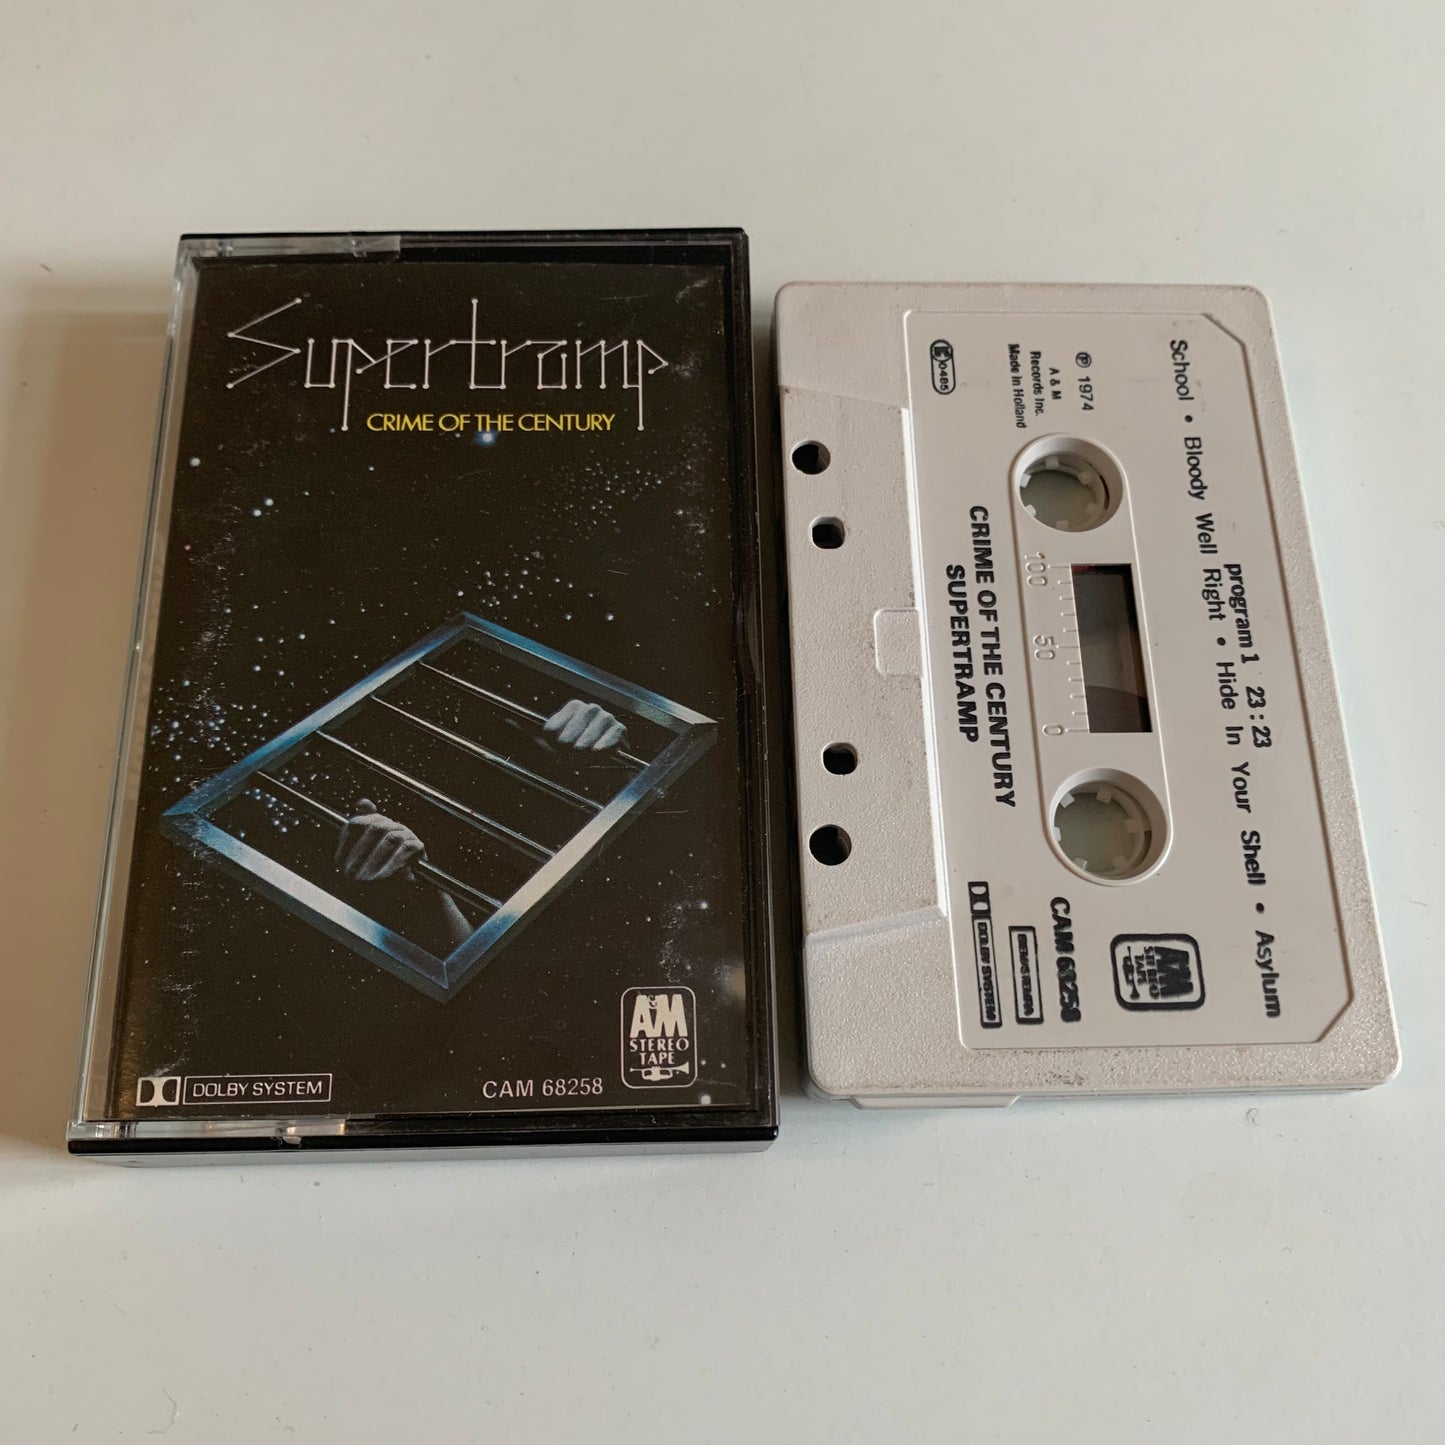 Supertramp
CRIME OF THE CENTURY
A&M
STEREO
TAPE
DOLBY SYSTEM
CAM 68258
program 1 23:23
School • Bloody Well Right • Hide In Your Shell • Asylum
℗ 1974
A & M
Records Inc.
Made in Holland
0485
100 50 0
A&M
STEREO
TAPE
CAM 68258
CRIME OF THE CENTURY
SUPERTRAMP
STEMRA
DOLBY SYSTEM